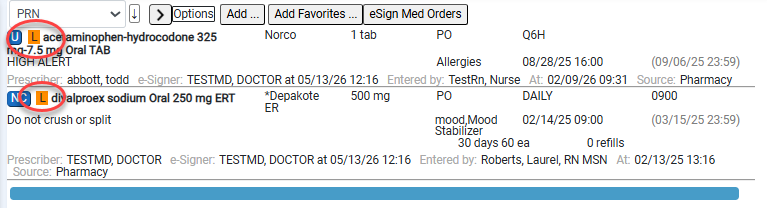 PRN ↓ > Options Add ... Add Favorites ... eSign Med Orders
U L acetaminophen-hydrocodone 325 Norco 1 tab PO Q6H
mg-7.5 mg Oral TAB
HIGH ALERT Allergies 08/28/25 16:00 (09/06/25 23:59)
Prescriber: abbott, todd e-Signer: TESTMD, DOCTOR at 05/13/26 12:16 Entered by: TestRn, Nurse At: 02/09/26 09:31 Source: Pharmacy
NC L divalproex sodium Oral 250 mg ERT *Depakote 500 mg PO DAILY 0900
ER
Do not crush or split mood,Mood 02/14/25 09:00 (03/15/25 23:59)
Stabilizer
30 days 60 ea 0 refills
Prescriber: TESTMD, DOCTOR e-Signer: TESTMD, DOCTOR at 05/13/26 12:16 Entered by: Roberts, Laurel, RN MSN At: 02/13/25 13:16
Source: Pharmacy